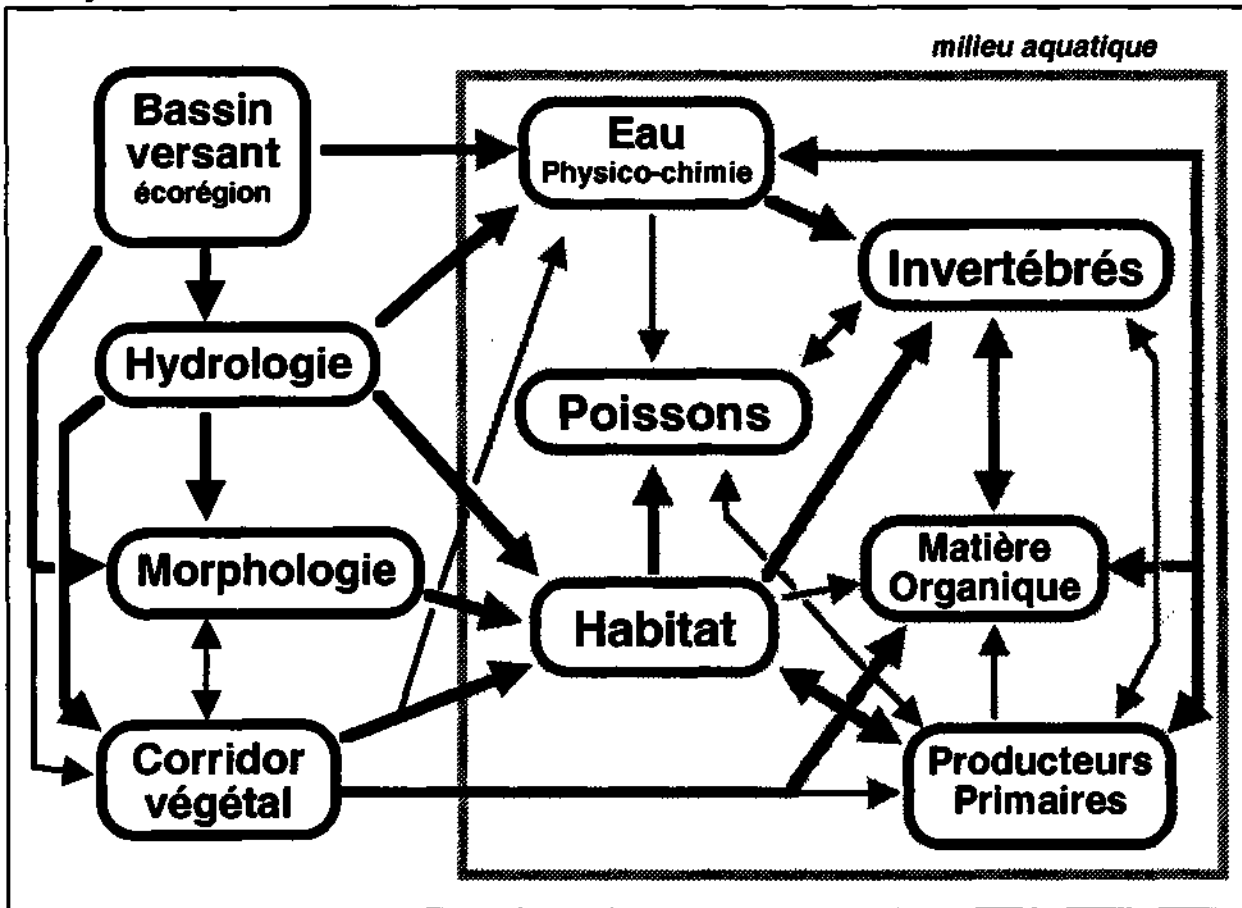 milieu aquatique
Bassin
versant
écorégion
Eau
Physico-chimie
Invertébrés
Hydrologie
Poissons
Morphologie
Matière
Organique
Habitat
Corridor
végétal
Producteurs
Primaires